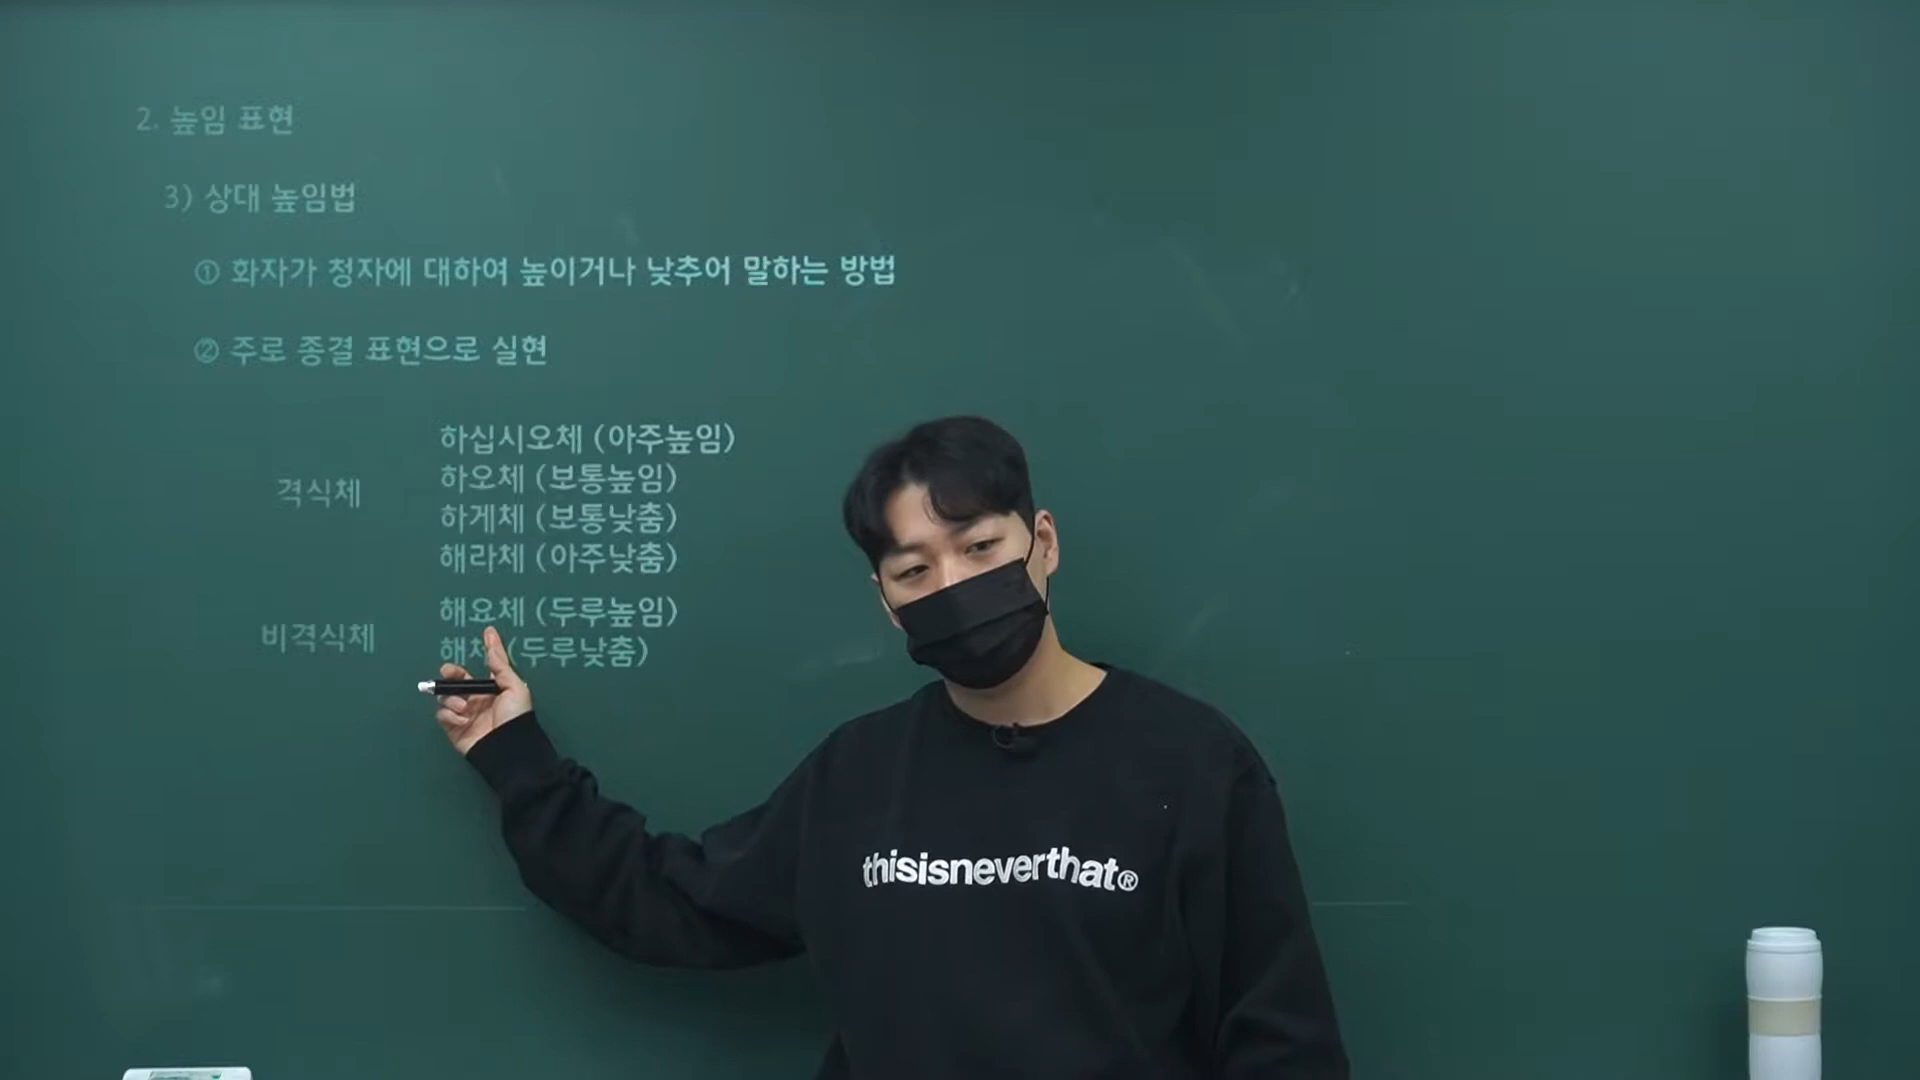 2. 높임 표현
3) 상대 높임법
① 화자가 청자에 대하여 높이거나 낮추어 말하는 방법
② 주로 종결 표현으로 실현
격식체
하십시오체 (아주높임)
하오체 (보통높임)
하게체 (보통낮춤)
해라체 (아주낮춤)
비격식체
해요체 (두루높임)
해체 (두루낮춤)
thisisneverthat®